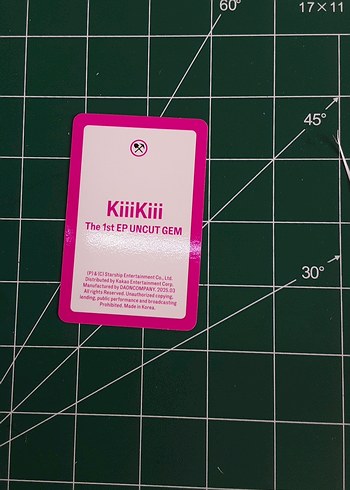 60°
17×11
45°
KiiiKiii
The 1st EP UNCUT GEM
30°
(P) & (C) Starship Entertainment Co., Ltd.
Distributed by Kakao Entertainment Corp.
Manufactured by DAONCOMPANY. 2025.03
All rights Reserved. Unauthorized copying,
lending, public performance and broadcasting
Prohibited. Made in Korea.